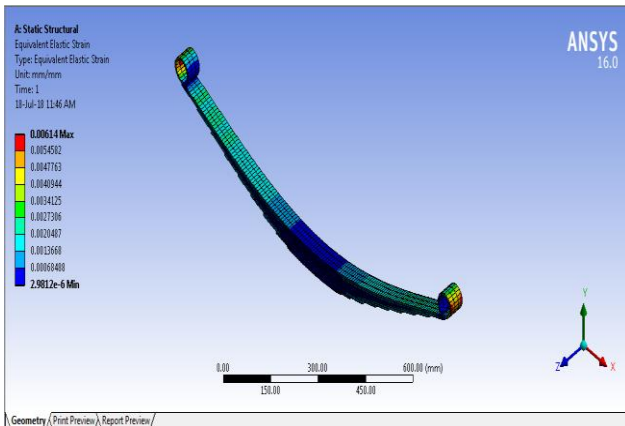 A: Static Structural
Equivalent Elastic Strain
Type: Equivalent Elastic Strain
Unit: mm/mm
Time: 1
18-Jul-18 11:46 AM
ANSYS
16.0
0.00614 Max
0.0054582
0.0047763
0.0040944
0.0034125
0.0027306
0.0020487
0.0013668
0.00068488
2.9812e-6 Min
0.00 300.00 600.00 (mm)
150.00 450.00
Y
Z X
Geometry Print Preview Report Preview